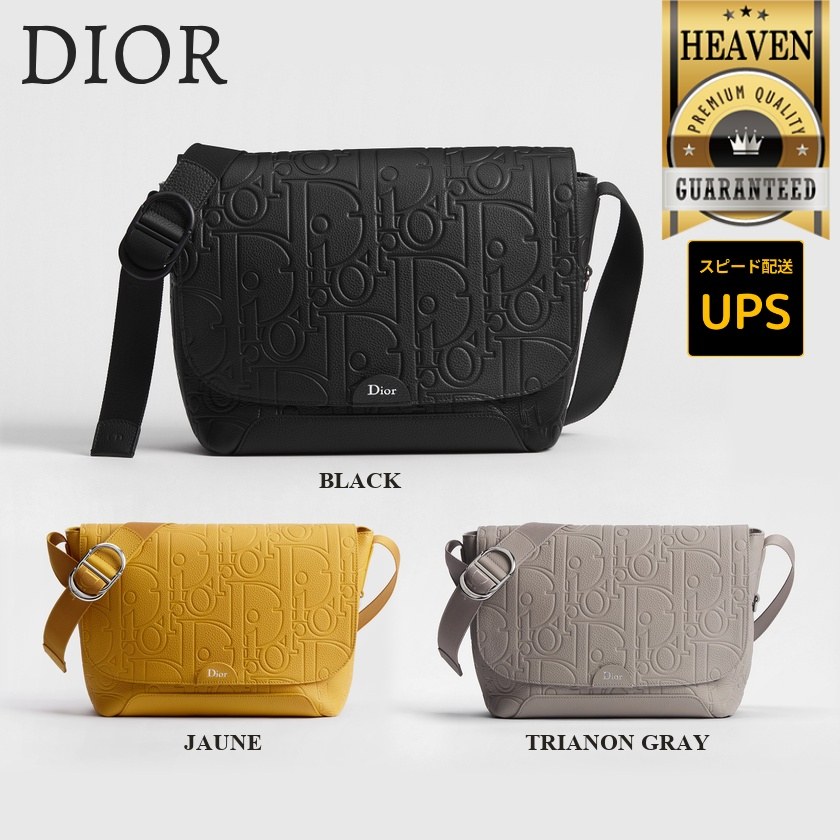 DIOR
HEAVEN
PREMIUM QUALITY
GUARANTEED
スピード配送
UPS
Dior
BLACK
Dior
JAUNE
Dior
TRIANON GRAY